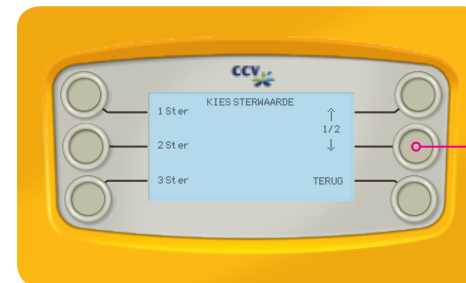 CCV
KIES STERWAARDE
1 Ster ↑
1/2
2 Ster ↓
3 Ster TERUG